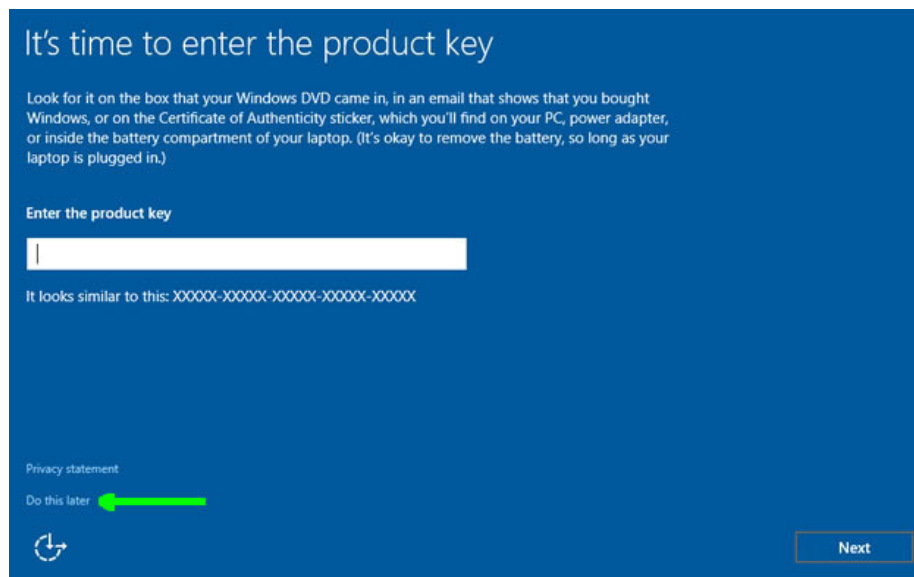 It's time to enter the product key
Look for it on the box that your Windows DVD came in, in an email that shows that you bought
Windows, or on the Certificate of Authenticity sticker, which you'll find on your PC, power adapter,
or inside the battery compartment of your laptop. (It's okay to remove the battery, so long as your
laptop is plugged in.)
Enter the product key
It looks similar to this: XXXXX-XXXXX-XXXXX-XXXXX-XXXXX
Privacy statement
Do this later
Next